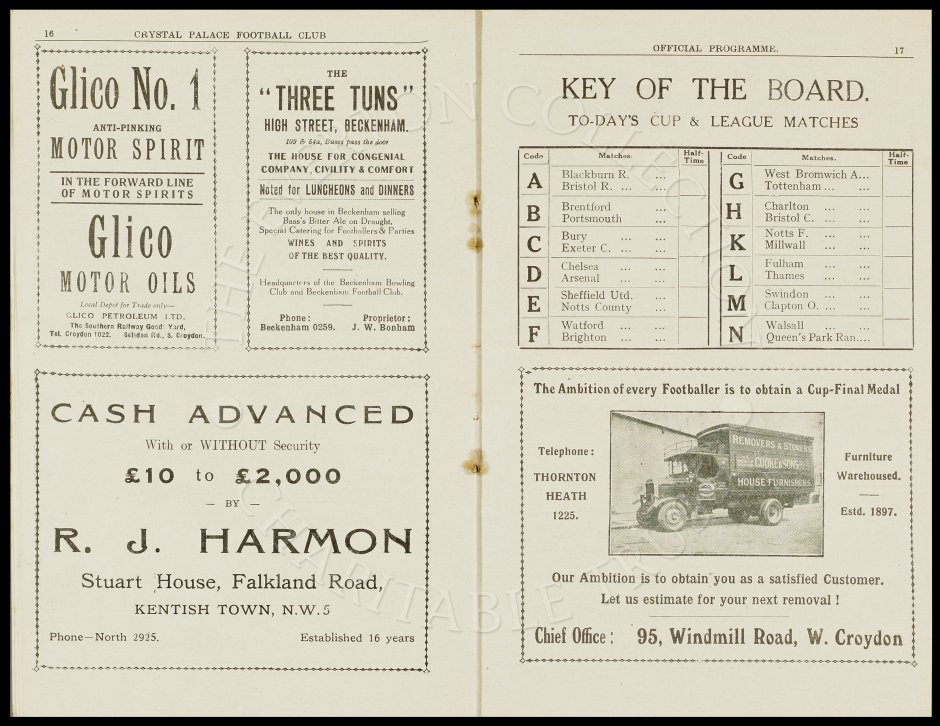 16
CRYSTAL PALACE FOOTBALL CLUB
Glico No. 1
ANTI-PINKING
MOTOR SPIRIT
IN THE FORWARD LINE
OF MOTOR SPIRITS
Glico
MOTOR OILS
Local Depot for Trade only—
GLICO PETROLEUM LTD.
The Southern Railway Goods Yard,
Tel. Croydon 1022. Selsdon Rd., S. Croydon.
THE
"THREE TUNS"
HIGH STREET, BECKENHAM.
109 & 54a, Buses pass the door
THE HOUSE FOR CONGENIAL
COMPANY, CIVILITY & COMFORT
Noted for LUNCHEONS and DINNERS
The only house in Beckenham selling
Bass's Bitter Ale on Draught,
Special Catering for Footballers & Parties
WINES AND SPIRITS
OF THE BEST QUALITY.
Headquarters of the Beckenham Bowling
Club and Beckenham Football Club.
Phone: Proprietor:
Beckenham 0259. J. W. Bonham
CASH ADVANCED
With or WITHOUT Security
£10 to £2,000
— BY —
R. J. HARMON
Stuart House, Falkland Road,
KENTISH TOWN, N.W.5
Phone—North 2925. Established 16 years
OFFICIAL PROGRAMME.
17
KEY OF THE BOARD.
TO-DAY'S CUP & LEAGUE MATCHES
Code Matches. Half-Time
A Blackburn R. ...
Bristol R. ... ...
B Brentford ...
Portsmouth ...
C Bury ... ...
Exeter C. ... ...
D Chelsea ... ...
Arsenal ... ...
E Sheffield Utd. ...
Notts County ...
F Watford ... ...
Brighton ... ...
Code Matches. Half-Time
G West Bromwich A...
Tottenham ... ...
H Charlton ... ...
Bristol C. ... ...
K Notts F. ... ...
Millwall ... ...
L Fulham ... ...
Thames ... ...
M Swindon ... ...
Clapton O. ... ...
N Walsall ... ...
Queen's Park Ran....
The Ambition of every Footballer is to obtain a Cup-Final Medal
Telephone:
THORNTON
HEATH
1225.
REMOVERS & STORERS
COOKE & SONS
HOUSE FURNISHERS
Furniture
Warehoused.
—
Estd. 1897.
Our Ambition is to obtain you as a satisfied Customer.
Let us estimate for your next removal !
Chief Office: 95, Windmill Road, W. Croydon